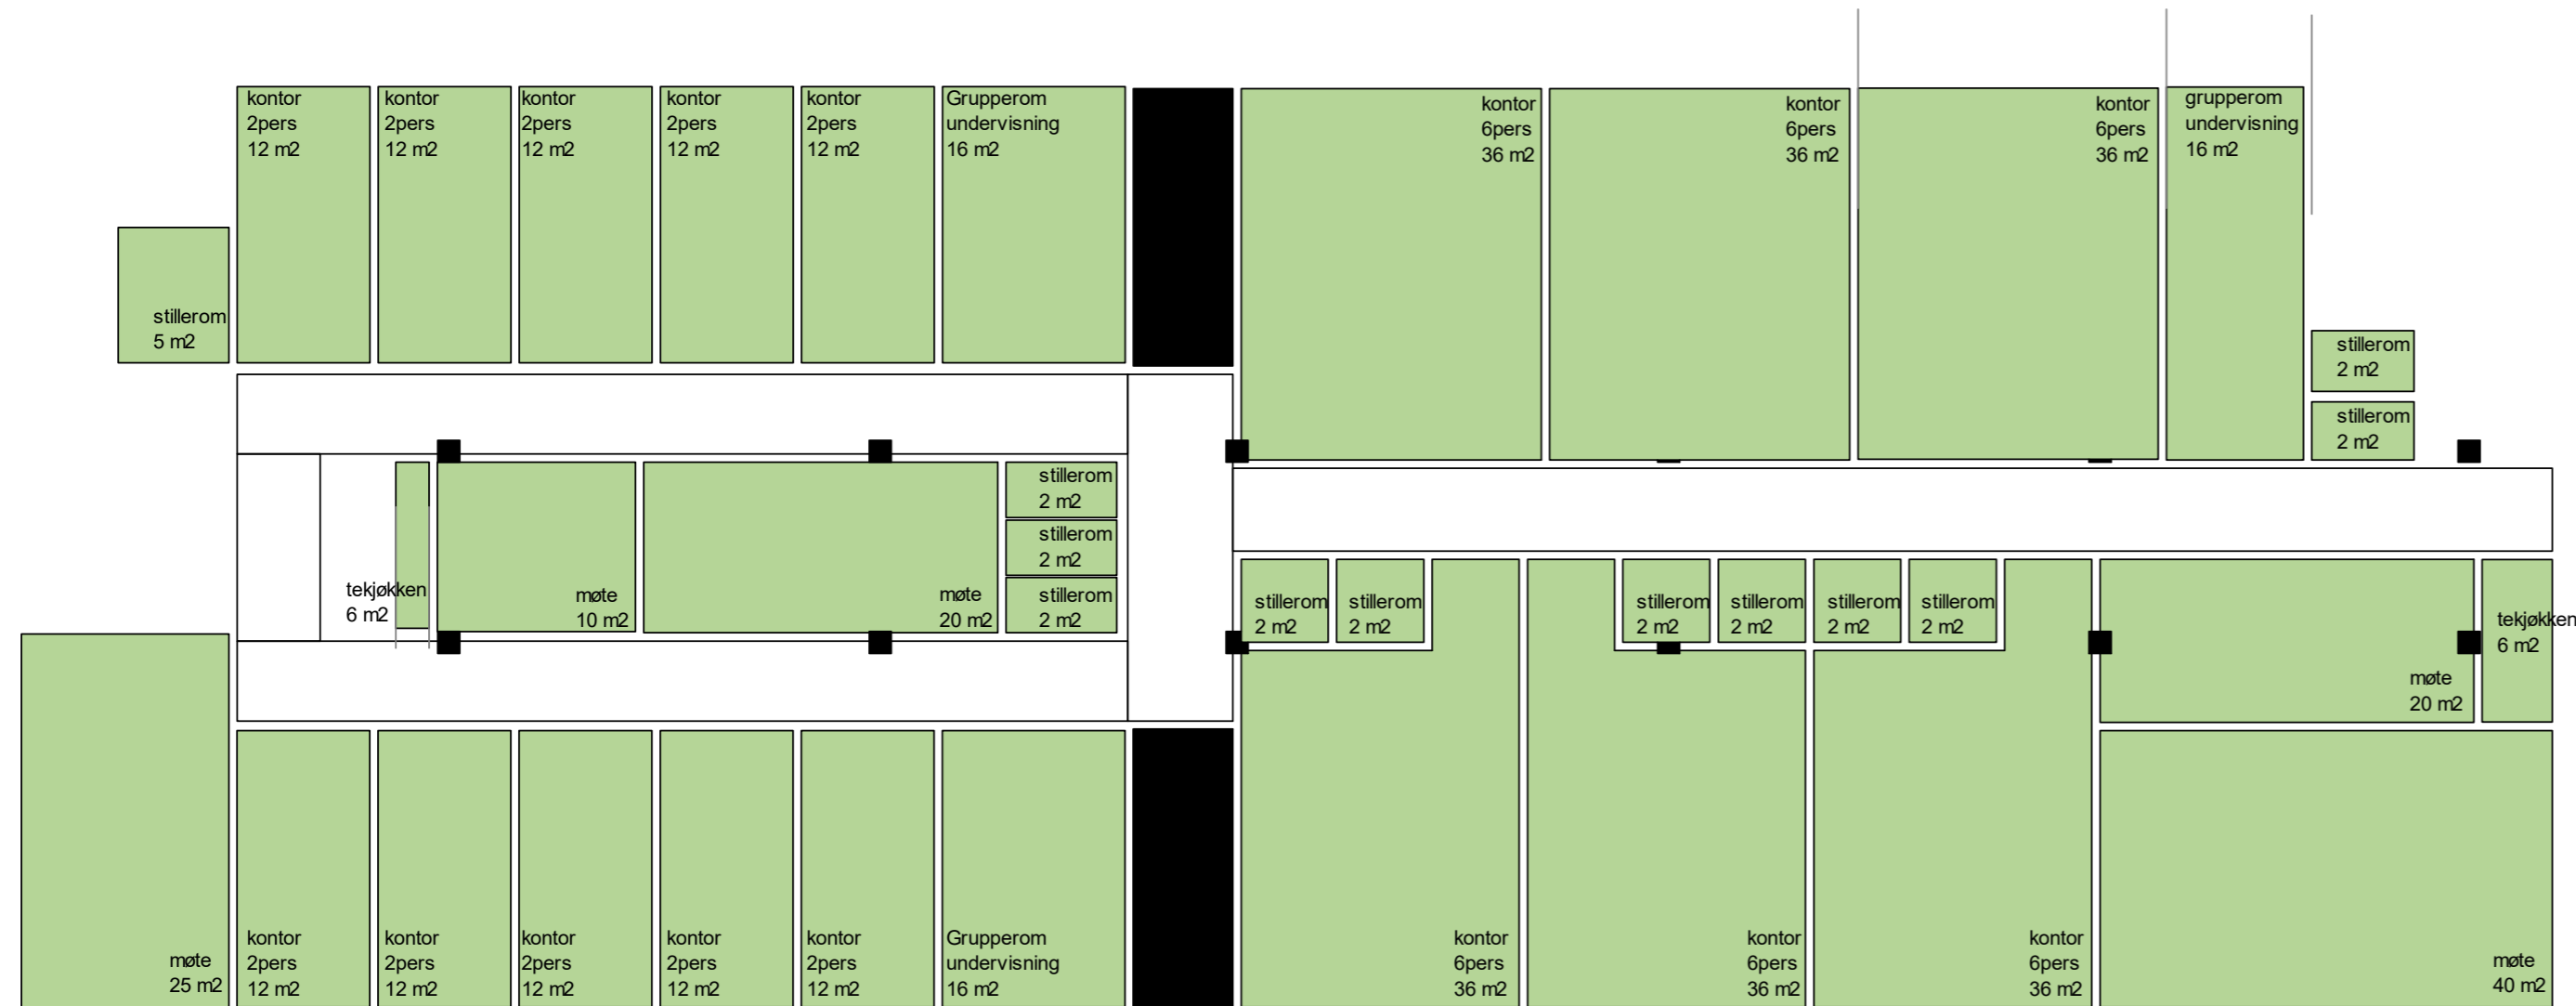 kontor
2pers
12 m2
kontor
2pers
12 m2
kontor
2pers
12 m2
kontor
2pers
12 m2
kontor
2pers
12 m2
Grupperom
undervisning
16 m2
kontor
6pers
36 m2
kontor
6pers
36 m2
kontor
6pers
36 m2
grupperom
undervisning
16 m2
stillerom
5 m2
stillerom
2 m2
stillerom
2 m2
tekjøkken
6 m2
møte
10 m2
møte
20 m2
stillerom
2 m2
stillerom
2 m2
stillerom
2 m2
stillerom
2 m2
stillerom
2 m2
stillerom
2 m2
stillerom
2 m2
stillerom
2 m2
stillerom
2 m2
møte
20 m2
tekjøkken
6 m2
møte
25 m2
kontor
2pers
12 m2
kontor
2pers
12 m2
kontor
2pers
12 m2
kontor
2pers
12 m2
kontor
2pers
12 m2
Grupperom
undervisning
16 m2
kontor
6pers
36 m2
kontor
6pers
36 m2
kontor
6pers
36 m2
møte
40 m2